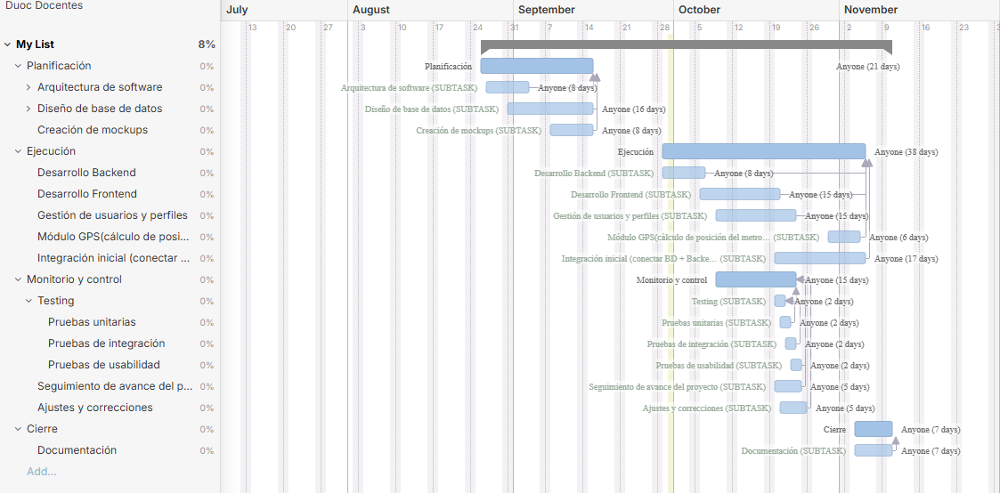 Duoc Docentes
July August September October November
13 20 27 3 10 17 24 31 7 14 21 28 5 12 19 26 2 9 16 23 3
My List 8%
Planificación 0% Planificación Anyone (21 days)
Arquitectura de software 0% Arquitectura de software (SUBTASK) Anyone (8 days)
Diseño de base de datos 0% Diseño de base de datos (SUBTASK) Anyone (16 days)
Creación de mockups 0% Creación de mockups (SUBTASK) Anyone (8 days)
Ejecución 0% Ejecución Anyone (38 days)
Desarrollo Backend 0% Desarrollo Backend (SUBTASK) Anyone (8 days)
Desarrollo Frontend 0% Desarrollo Frontend (SUBTASK) Anyone (15 days)
Gestión de usuarios y perfiles 0% Gestión de usuarios y perfiles (SUBTASK) Anyone (15 days)
Módulo GPS(cálculo de posi... 0% Módulo GPS(cálculo de posición del metro... (SUBTASK) Anyone (6 days)
Integración inicial (conectar ... 0% Integración inicial (conectar BD + Backe... (SUBTASK) Anyone (17 days)
Monitorio y control 0% Monitorio y control Anyone (15 days)
Testing 0% Testing (SUBTASK) Anyone (2 days)
Pruebas unitarias 0% Pruebas unitarias (SUBTASK) Anyone (2 days)
Pruebas de integración 0% Pruebas de integración (SUBTASK) Anyone (2 days)
Pruebas de usabilidad 0% Pruebas de usabilidad (SUBTASK) Anyone (2 days)
Seguimiento de avance del p... 0% Seguimiento de avance del proyecto (SUBTASK) Anyone (5 days)
Ajustes y correcciones 0% Ajustes y correcciones (SUBTASK) Anyone (5 days)
Cierre 0% Cierre Anyone (7 days)
Documentación 0% Documentación (SUBTASK) Anyone (7 days)
Add...